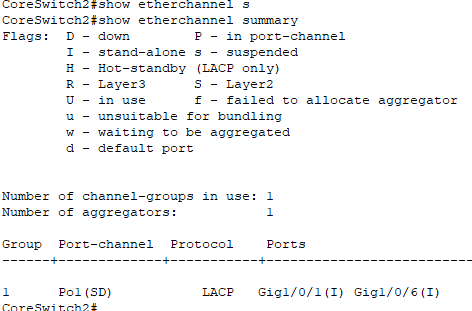 CoreSwitch2#show etherchannel s
CoreSwitch2#show etherchannel summary
Flags:  D - down        P - in port-channel
        I - stand-alone s - suspended
        H - Hot-standby (LACP only)
        R - Layer3      S - Layer2
        U - in use      f - failed to allocate aggregator
        u - unsuitable for bundling
        w - waiting to be aggregated
        d - default port
Number of channel-groups in use: 1
Number of aggregators:           1
Group  Port-channel  Protocol    Ports
------+-------------+-----------+--------------------------
1      Po1(SD)           LACP   Gig1/0/1(I) Gig1/0/6(I)
CoreSwitch2#